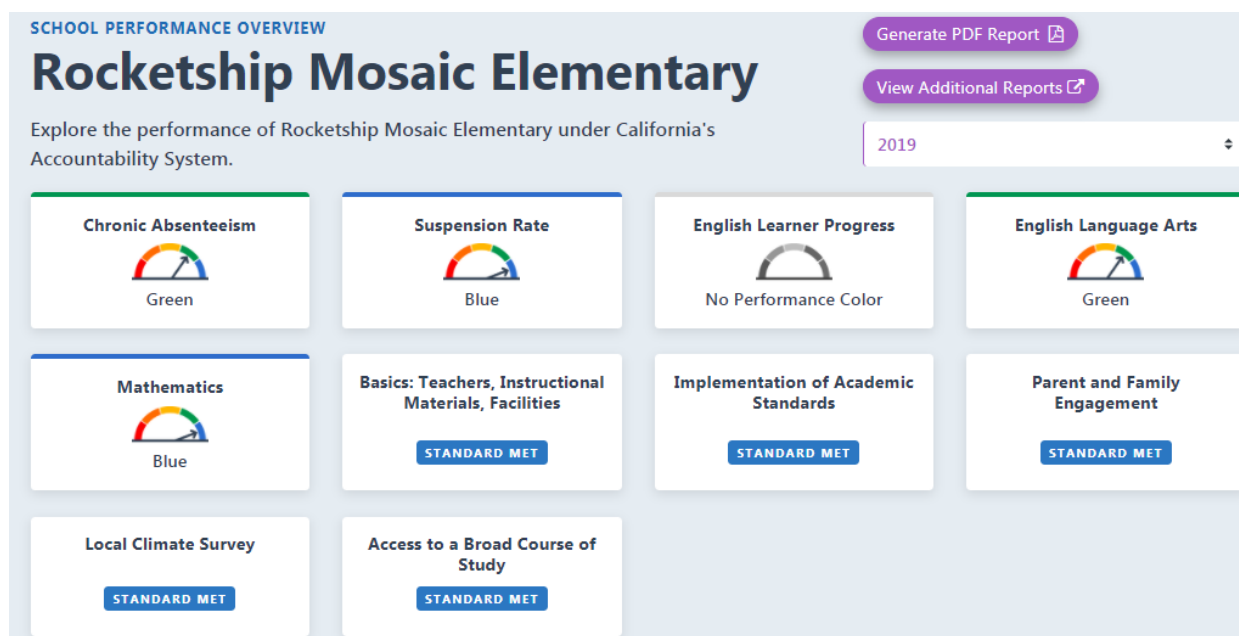 SCHOOL PERFORMANCE OVERVIEW
Rocketship Mosaic Elementary
Explore the performance of Rocketship Mosaic Elementary under California's
Accountability System.
Generate PDF Report
View Additional Reports
2019
Chronic Absenteeism
Green
Suspension Rate
Blue
English Learner Progress
No Performance Color
English Language Arts
Green
Mathematics
Blue
Basics: Teachers, Instructional
Materials, Facilities
STANDARD MET
Implementation of Academic
Standards
STANDARD MET
Parent and Family
Engagement
STANDARD MET
Local Climate Survey
STANDARD MET
Access to a Broad Course of
Study
STANDARD MET